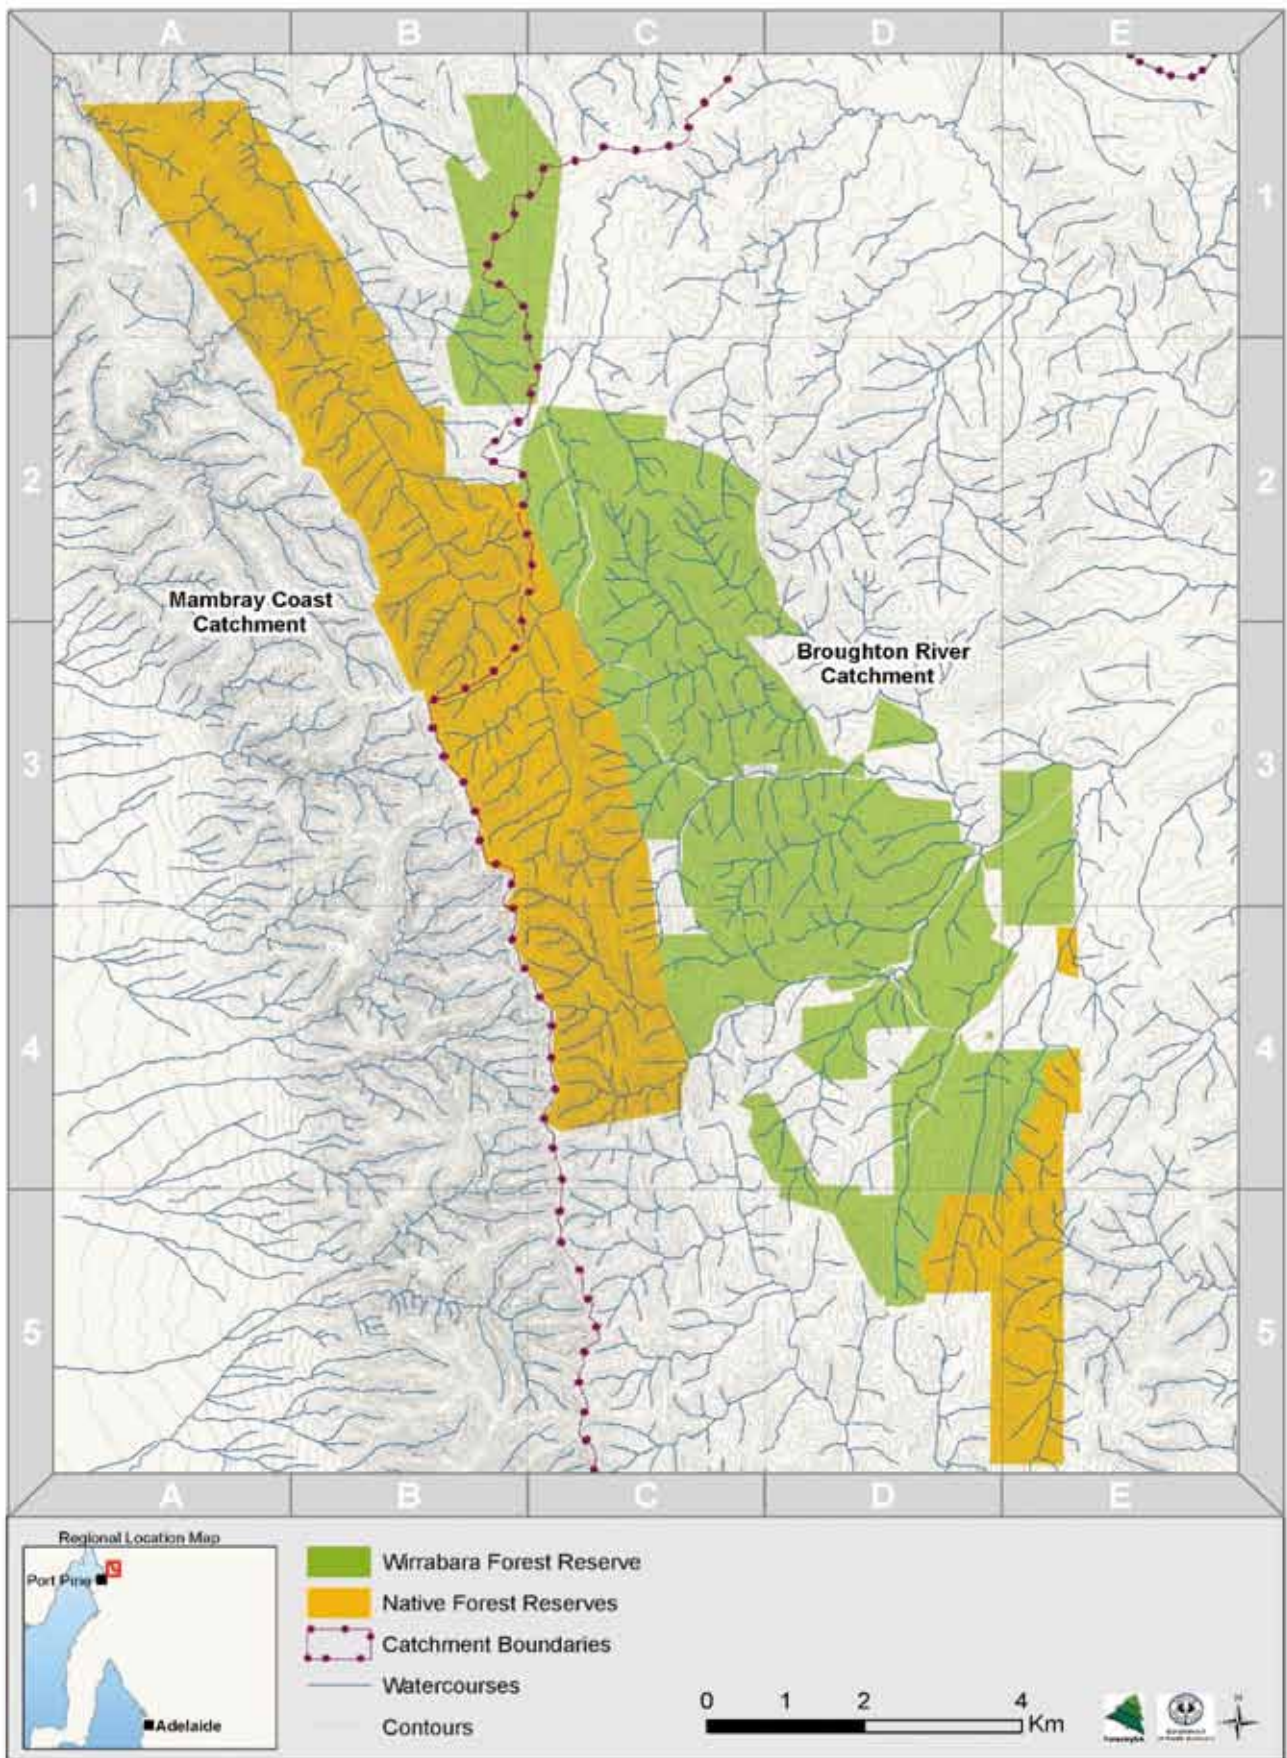 A B C D E
1 1
2 2
Mambray Coast
Catchment
Broughton River
Catchment
3 3
4 4
5 5
A B C D E
Regional Location Map
Port Pirie
Adelaide
Wirrabara Forest Reserve
Native Forest Reserves
Catchment Boundaries
Watercourses
Contours
0 1 2 4
Km
ForestrySA
N